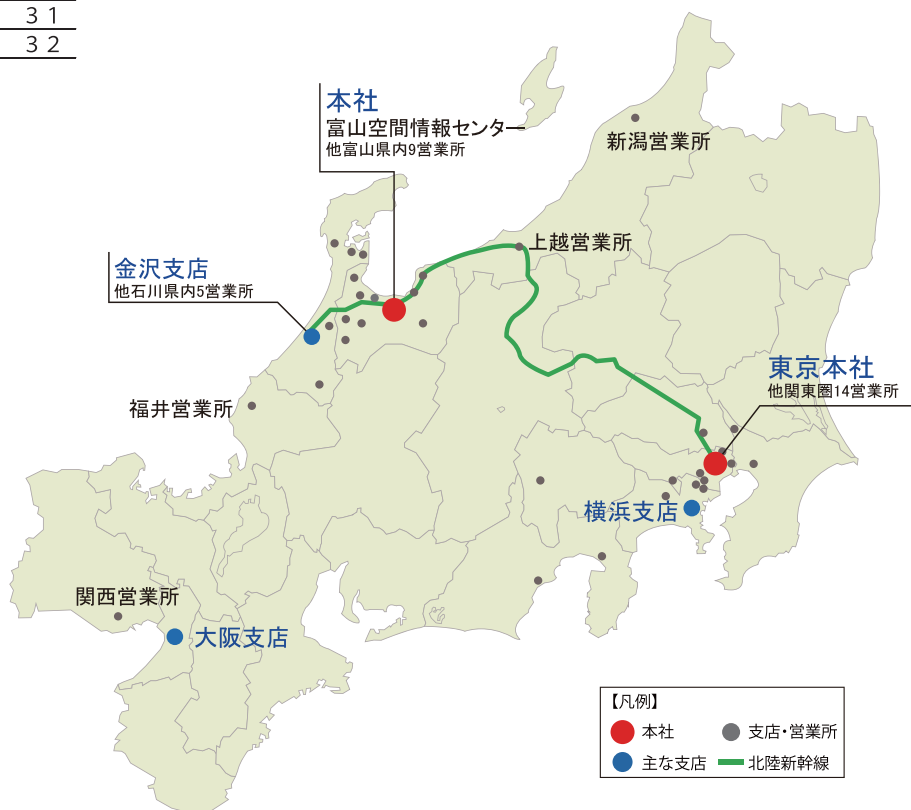 ３１
３２
本社
富山空間情報センター
他富山県内9営業所
新潟営業所
上越営業所
金沢支店
他石川県内5営業所
東京本社
他関東圏14営業所
福井営業所
横浜支店
関西営業所
大阪支店
【凡例】
本社
支店・営業所
主な支店
北陸新幹線